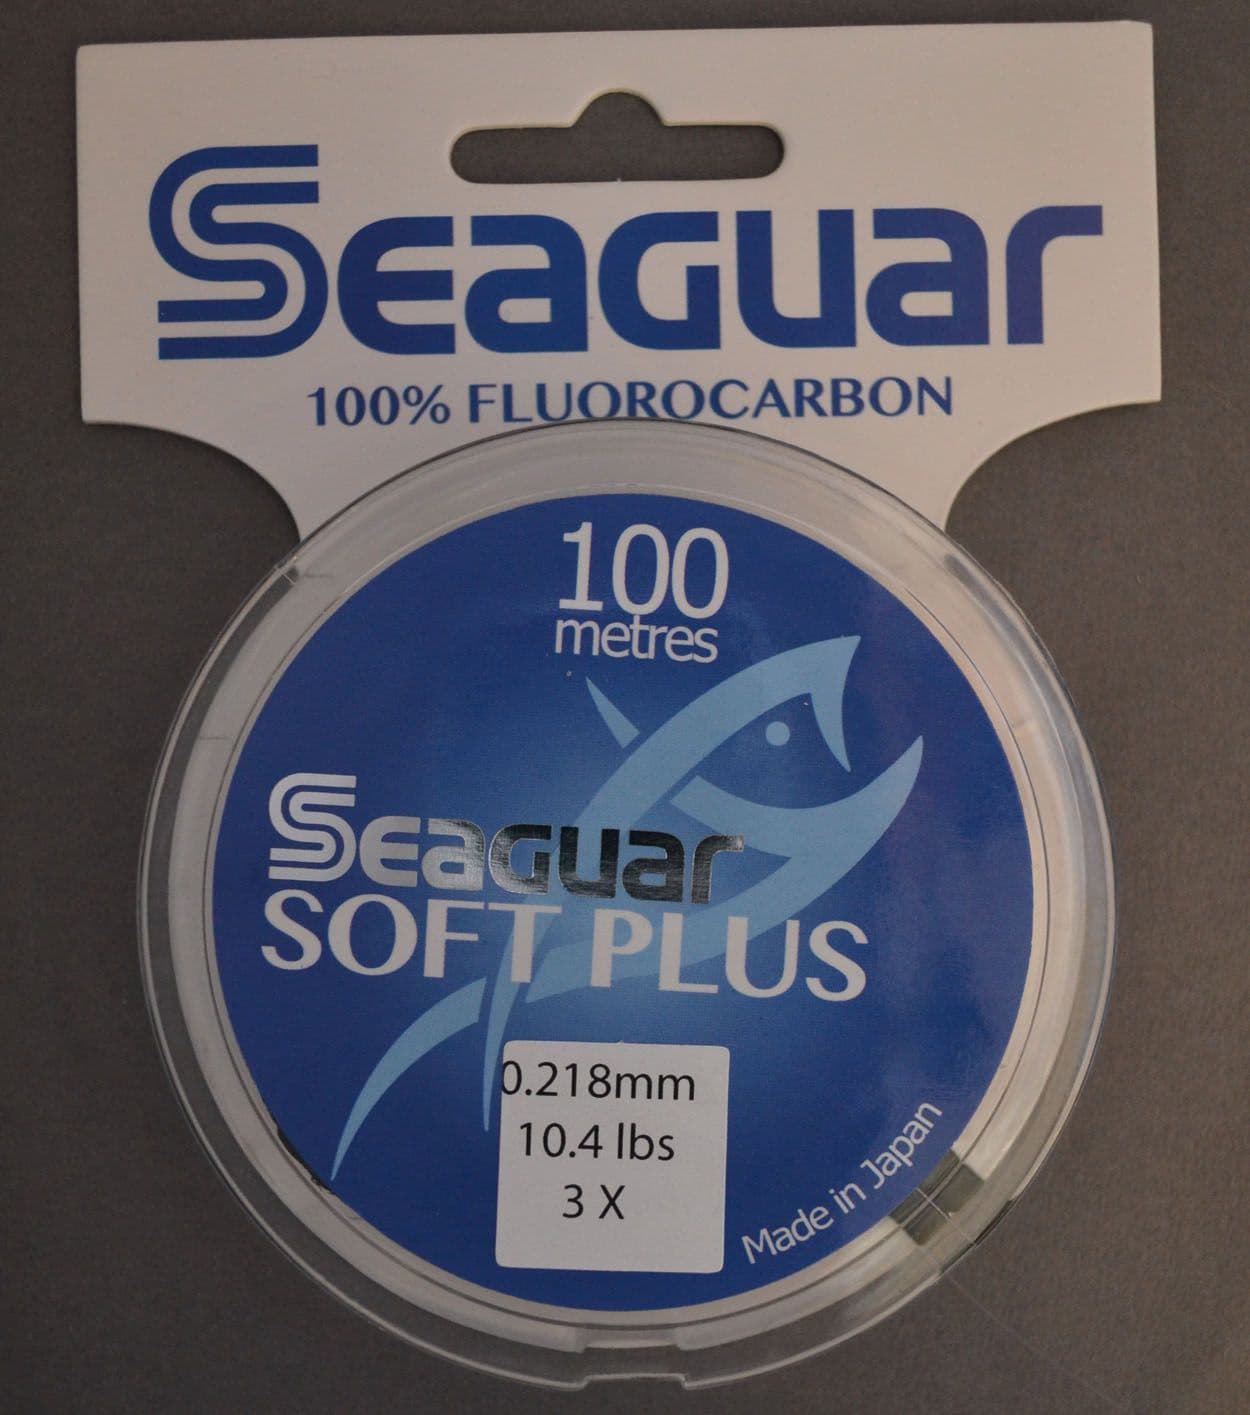 Seaguar
100% FLUOROCARBON
100
metres
Seaguar
SOFT PLUS
0.218mm
10.4 lbs
3 X
Made in Japan